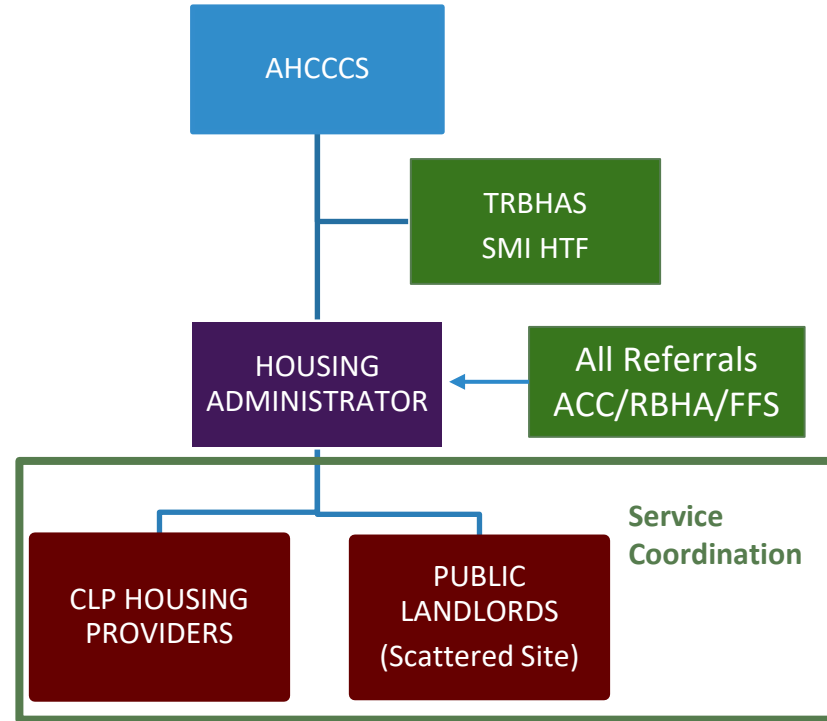 AHCCCS
TRBHAS
SMI HTF
HOUSING
ADMINISTRATOR
All Referrals
ACC/RBHA/FFS
Service
Coordination
CLP HOUSING
PROVIDERS
PUBLIC
LANDLORDS
(Scattered Site)